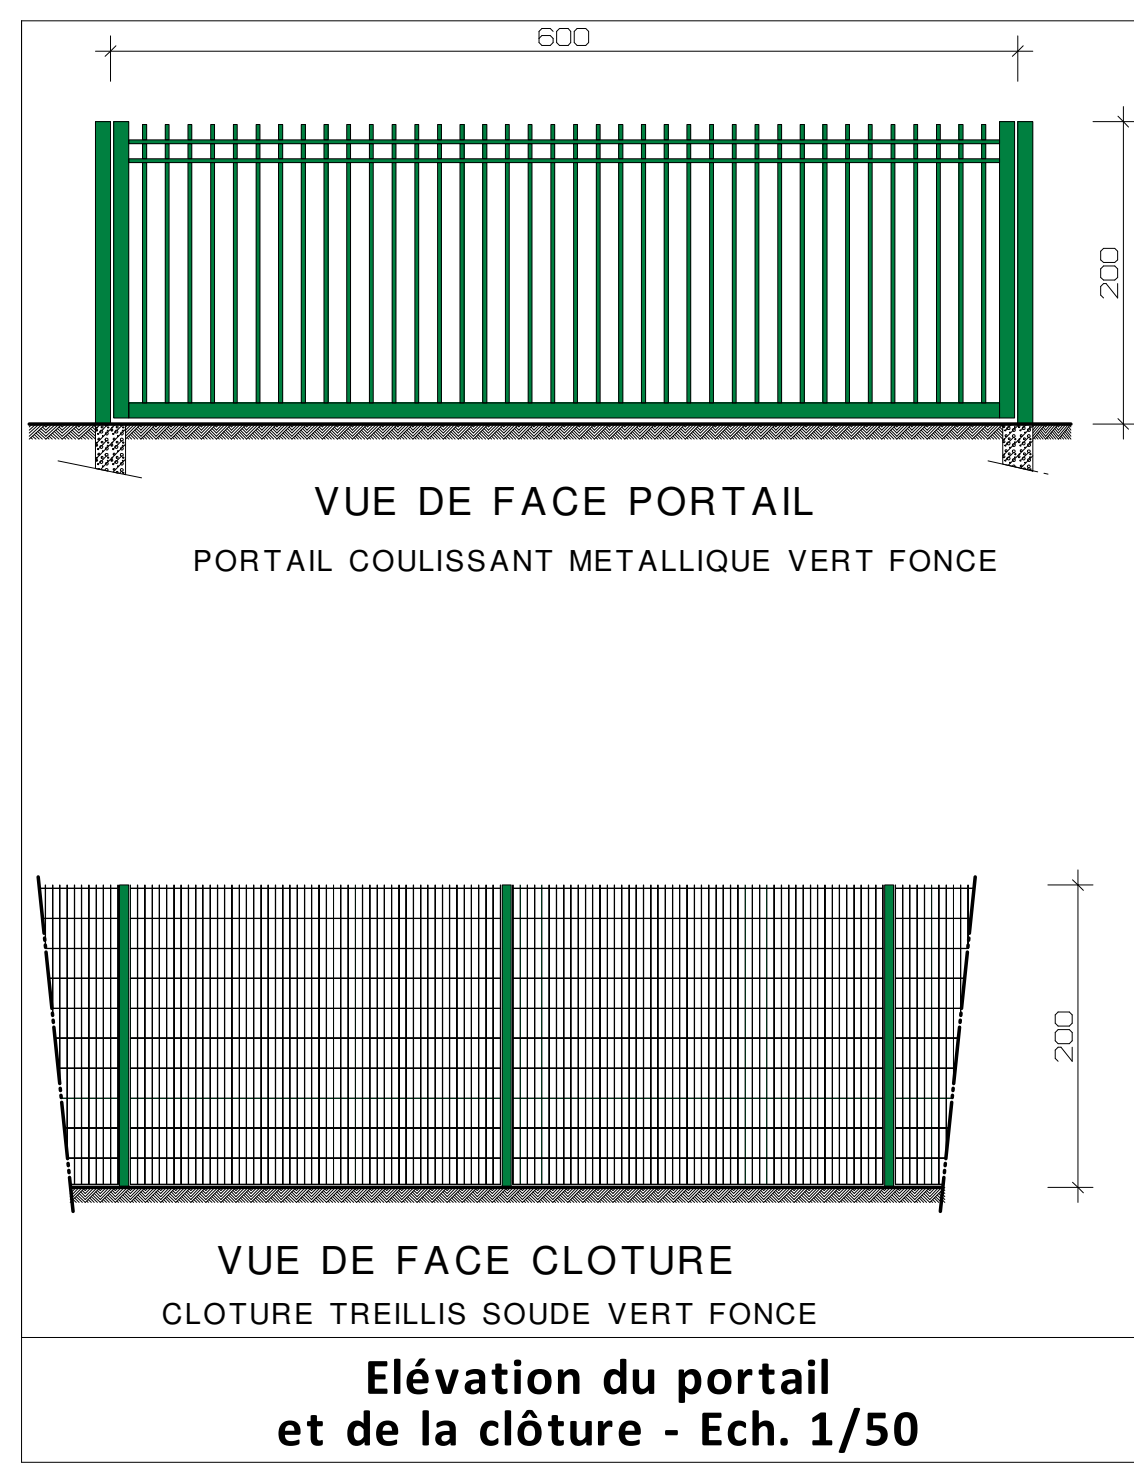 600
200
VUE DE FACE PORTAIL
PORTAIL COULISSANT METALLIQUE VERT FONCE
200
VUE DE FACE CLOTURE
CLOTURE TREILLIS SOUDE VERT FONCE
Elévation du portail
et de la clôture - Ech. 1/50